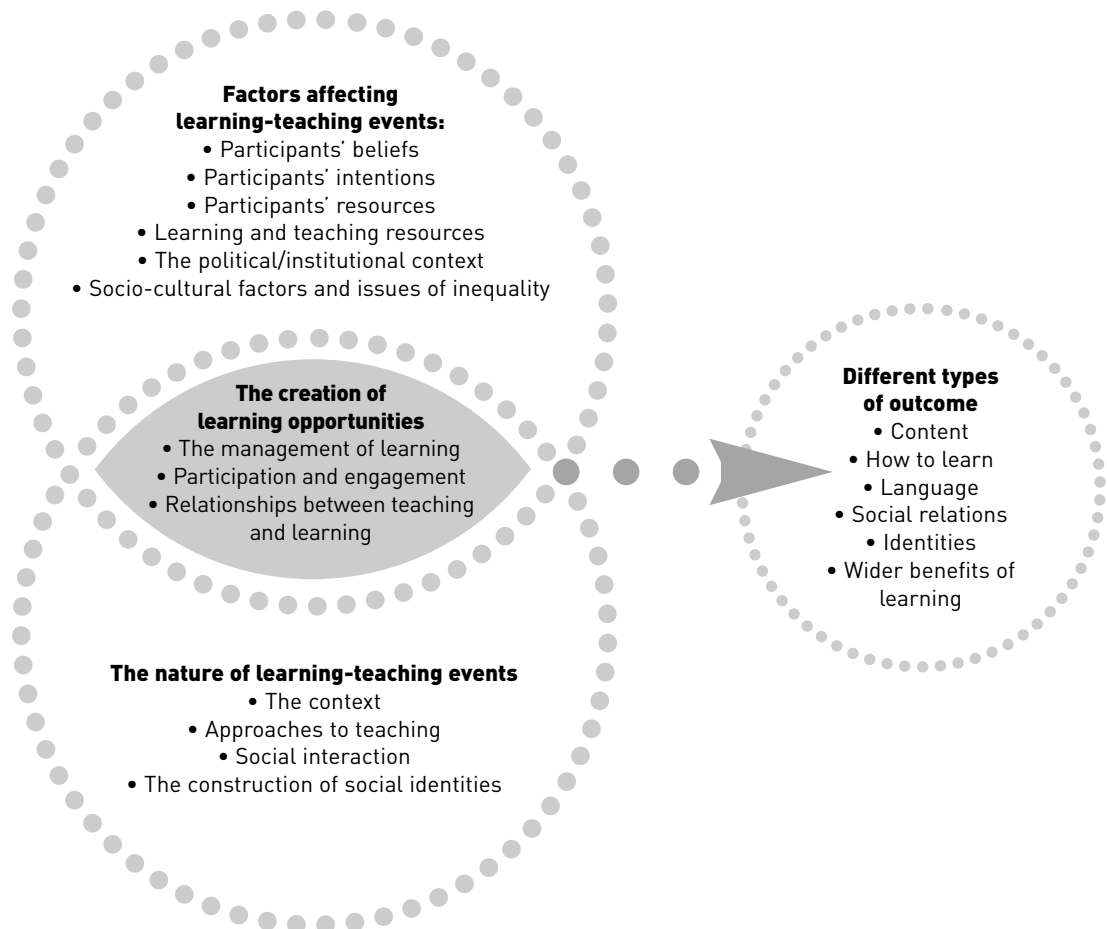 Factors affecting
learning-teaching events:
• Participants’ beliefs
• Participants’ intentions
• Participants’ resources
• Learning and teaching resources
• The political/institutional context
• Socio-cultural factors and issues of inequality
The creation of
learning opportunities
• The management of learning
• Participation and engagement
• Relationships between teaching
and learning
The nature of learning-teaching events
• The context
• Approaches to teaching
• Social interaction
• The construction of social identities
Different types
of outcome
• Content
• How to learn
• Language
• Social relations
• Identities
• Wider benefits of
learning